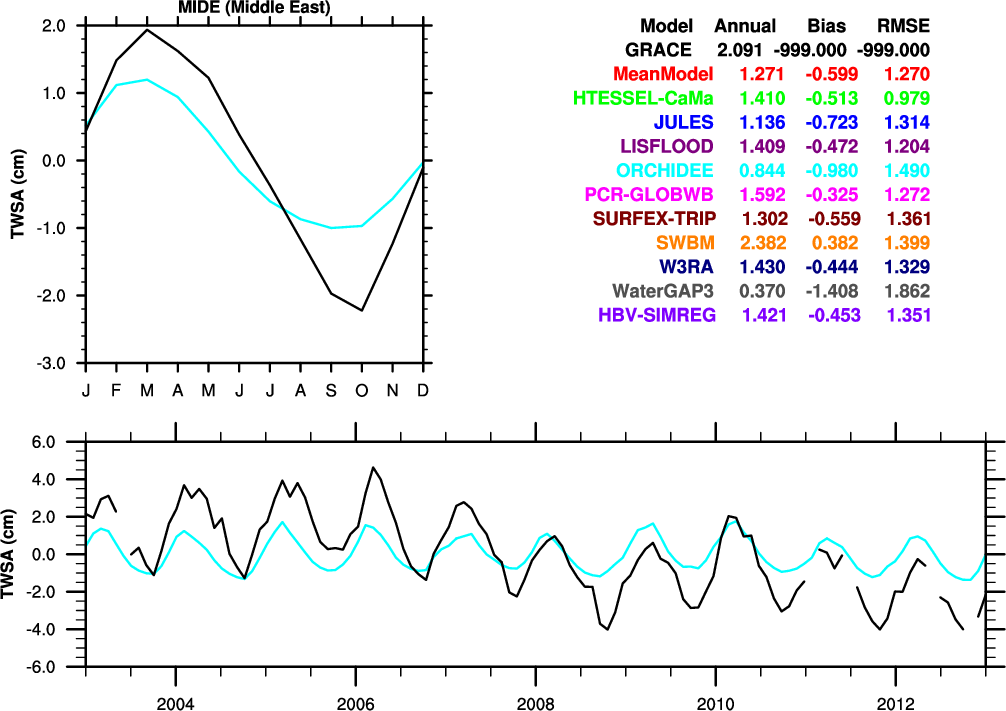 MIDE (Middle East)
2.0
1.0
0.0
-1.0
-2.0
-3.0
TWSA (cm)
J F M A M J J A S O N D
Model Annual Bias RMSE
GRACE 2.091 -999.000 -999.000
MeanModel 1.271 -0.599 1.270
HTESSEL-CaMa 1.410 -0.513 0.979
JULES 1.136 -0.723 1.314
LISFLOOD 1.409 -0.472 1.204
ORCHIDEE 0.844 -0.980 1.490
PCR-GLOBWB 1.592 -0.325 1.272
SURFEX-TRIP 1.302 -0.559 1.361
SWBM 2.382 0.382 1.399
W3RA 1.430 -0.444 1.329
WaterGAP3 0.370 -1.408 1.862
HBV-SIMREG 1.421 -0.453 1.351
6.0
4.0
2.0
0.0
-2.0
-4.0
-6.0
TWSA (cm)
2004 2006 2008 2010 2012